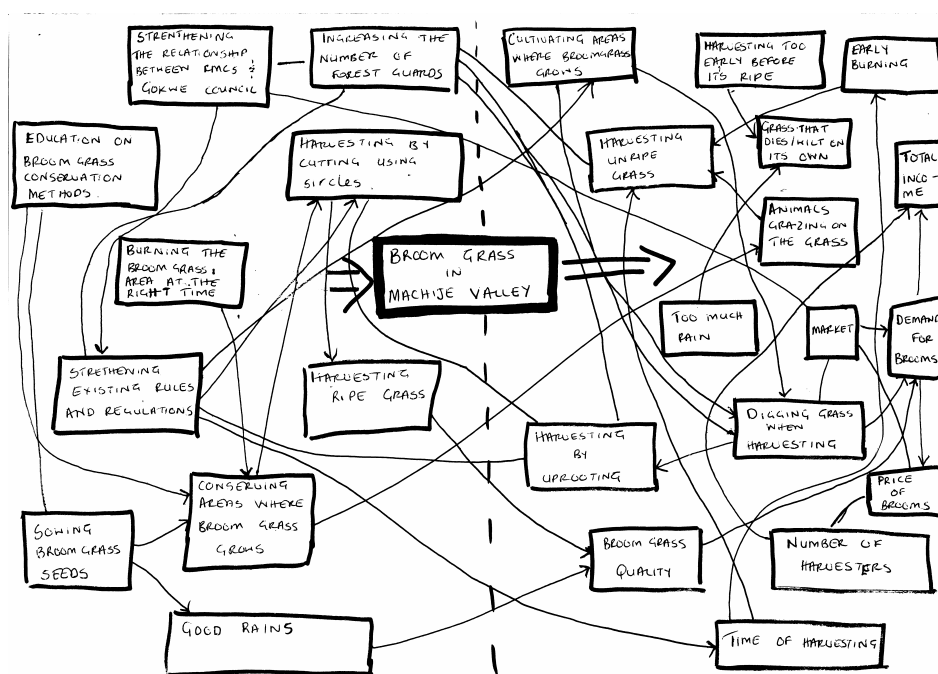 STRENTHENING
THE RELATIONSHIP
BETWEEN RMCS &
GOKWE COUNCIL
INCREASING THE
NUMBER OF
FOREST GUARDS
CULTIVATING AREAS
WHERE BROOMGRASS
GROWS
HARVESTING TOO
EARLY BEFORE
ITS RIPE
EARLY
BURNING
EDUCATION ON
BROOM GRASS
CONSERVATION
METHODS
HARVESTING BY
CUTTING USING
SIRCLES
HARVESTING
UNRIPE
GRASS
GRASS THAT
DIES/WILT ON
ITS OWN
TOTAL
INCO-
ME
ANIMALS
GRAZING ON
THE GRASS
BURNING THE
BROOM GRASS
AREA AT THE
RIGHT TIME
BROOM GRASS
IN
MACHIJE VALLEY
TOO MUCH
RAIN
MARKET
DEMAND
FOR
BROOMS
STRETHENING
EXISTING RULES
AND REGULATIONS
HARVESTING
RIPE GRASS
HARVESTING
BY
UPROOTING
DIGGING GRASS
WHEN
HARVESTING
CONSERVING
AREAS WHERE
BROOM GRASS
GROWS
PRICE
OF
BROOMS
SOWING
BROOM GRASS
SEEDS
BROOM GRASS
QUALITY
NUMBER OF
HARVESTERS
GOOD RAINS
TIME OF HARVESTING